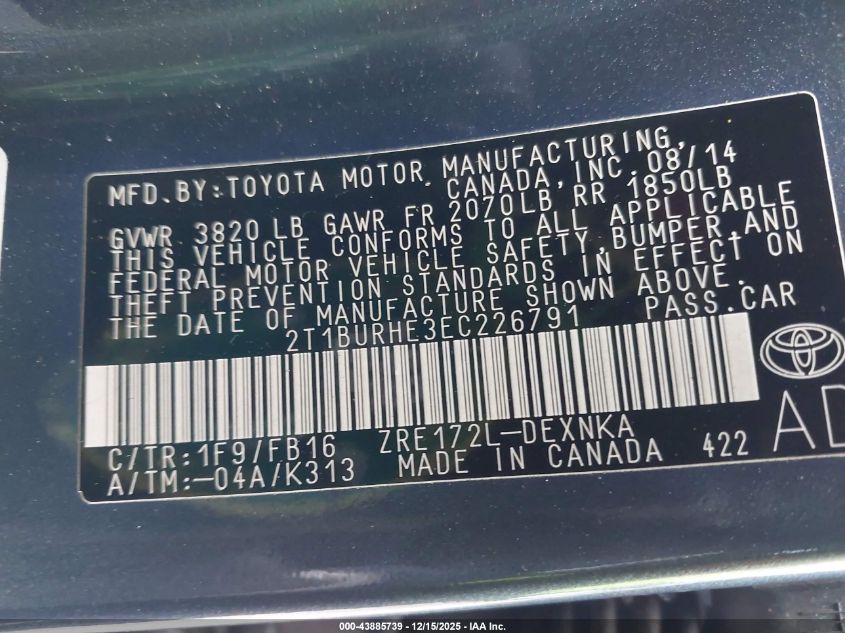 MFD.BY:TOYOTA MOTOR MANUFACTURING,
CANADA, INC. 08/14
GVWR 3820 LB GAWR FR 2070LB RR 1850LB
THIS VEHICLE CONFORMS TO ALL APPLICABLE
FEDERAL MOTOR VEHICLE SAFETY,BUMPER,AND
THEFT PREVENTION STANDARDS IN EFFECT ON
THE DATE OF MANUFACTURE SHOWN ABOVE.
2T1BURHE3EC226791 PASS.CAR
C/TR:1F9/FB16 ZRE172L-DEXNKA
A/TM:-04A/K313 MADE IN CANADA 422
AD
000-43885739 - 12/15/2025 - IAA Inc.